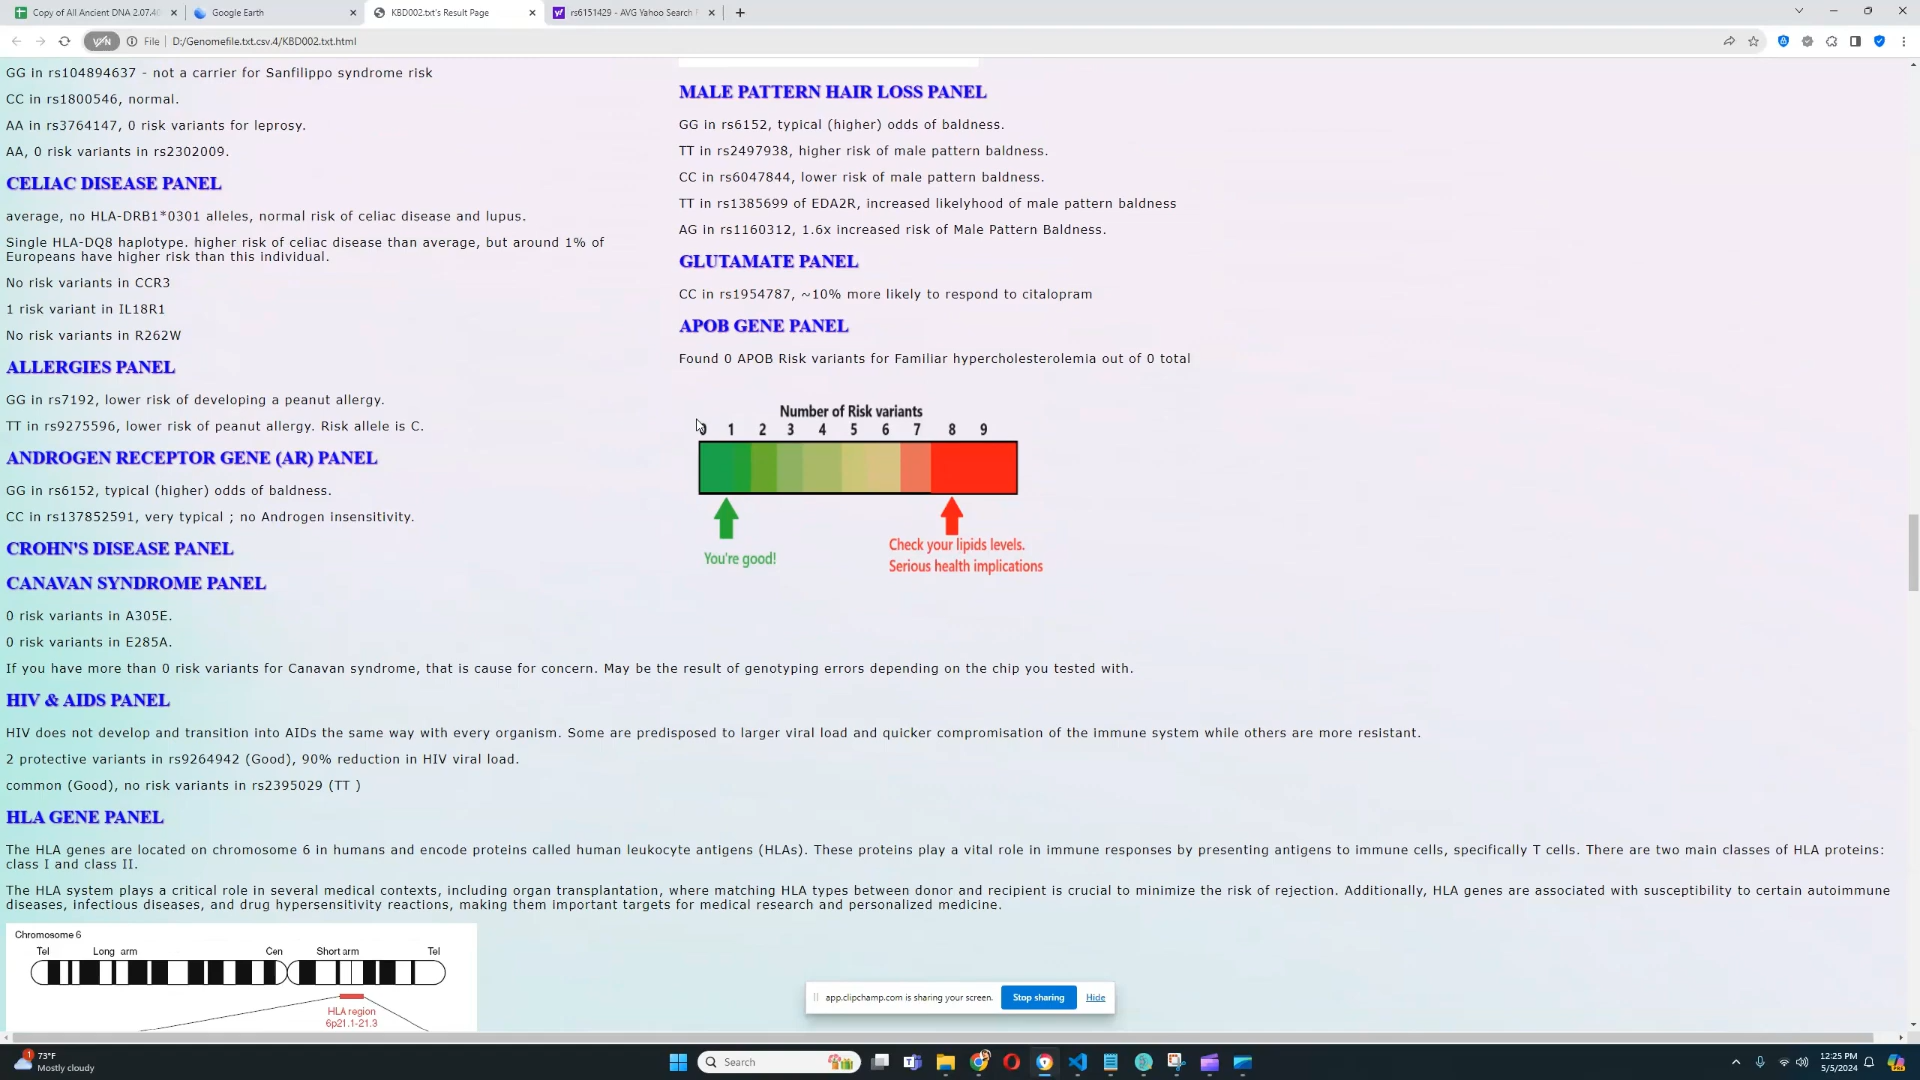 Copy of All Ancient DNA 2.07.
Google Earth
KBD002.txt's Result Page
rs6151429 - AVG Yahoo Search
VPN
File
D:/Genomefile.txt.csv.4/KBD002.txt.html
GG in rs104894637 - not a carrier for Sanfilippo syndrome risk
CC in rs1800546, normal.
AA in rs3764147, 0 risk variants for leprosy.
AA, 0 risk variants in rs2302009.
CELIAC DISEASE PANEL
average, no HLA-DRB1*0301 alleles, normal risk of celiac disease and lupus.
Single HLA-DQ8 haplotype. higher risk of celiac disease than average, but around 1% of
Europeans have higher risk than this individual.
No risk variants in CCR3
1 risk variant in IL18R1
No risk variants in R262W
ALLERGIES PANEL
GG in rs7192, lower risk of developing a peanut allergy.
TT in rs9275596, lower risk of peanut allergy. Risk allele is C.
ANDROGEN RECEPTOR GENE (AR) PANEL
GG in rs6152, typical (higher) odds of baldness.
CC in rs137852591, very typical ; no Androgen insensitivity.
CROHN'S DISEASE PANEL
CANAVAN SYNDROME PANEL
0 risk variants in A305E.
0 risk variants in E285A.
If you have more than 0 risk variants for Canavan syndrome, that is cause for concern. May be the result of genotyping errors depending on the chip you tested with.
HIV & AIDS PANEL
HIV does not develop and transition into AIDs the same way with every organism. Some are predisposed to larger viral load and quicker compromisation of the immune system while others are more resistant.
2 protective variants in rs9264942 (Good), 90% reduction in HIV viral load.
common (Good), no risk variants in rs2395029 (TT )
HLA GENE PANEL
The HLA genes are located on chromosome 6 in humans and encode proteins called human leukocyte antigens (HLAs). These proteins play a vital role in immune responses by presenting antigens to immune cells, specifically T cells. There are two main classes of HLA proteins:
class I and class II.
The HLA system plays a critical role in several medical contexts, including organ transplantation, where matching HLA types between donor and recipient is crucial to minimize the risk of rejection. Additionally, HLA genes are associated with susceptibility to certain autoimmune
diseases, infectious diseases, and drug hypersensitivity reactions, making them important targets for medical research and personalized medicine.
Chromosome 6
Tel Long arm Cen Short arm Tel
HLA region
6p21.1-21.3
MALE PATTERN HAIR LOSS PANEL
GG in rs6152, typical (higher) odds of baldness.
TT in rs2497938, higher risk of male pattern baldness.
CC in rs6047844, lower risk of male pattern baldness.
TT in rs1385699 of EDA2R, increased likelyhood of male pattern baldness
AG in rs1160312, 1.6x increased risk of Male Pattern Baldness.
GLUTAMATE PANEL
CC in rs1954787, ~10% more likely to respond to citalopram
APOB GENE PANEL
Found 0 APOB Risk variants for Familiar hypercholesterolemia out of 0 total
Number of Risk variants
0 1 2 3 4 5 6 7 8 9
You're good!
Check your lipids levels.
Serious health implications
app.clipchamp.com is sharing your screen.
Stop sharing
Hide
1
73°F
Mostly cloudy
Search
12:25 PM
5/5/2024